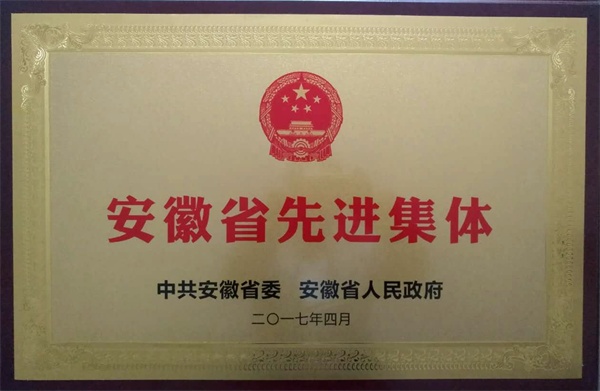 安徽省先进集体
中共安徽省委 安徽省人民政府
二〇一七年四月